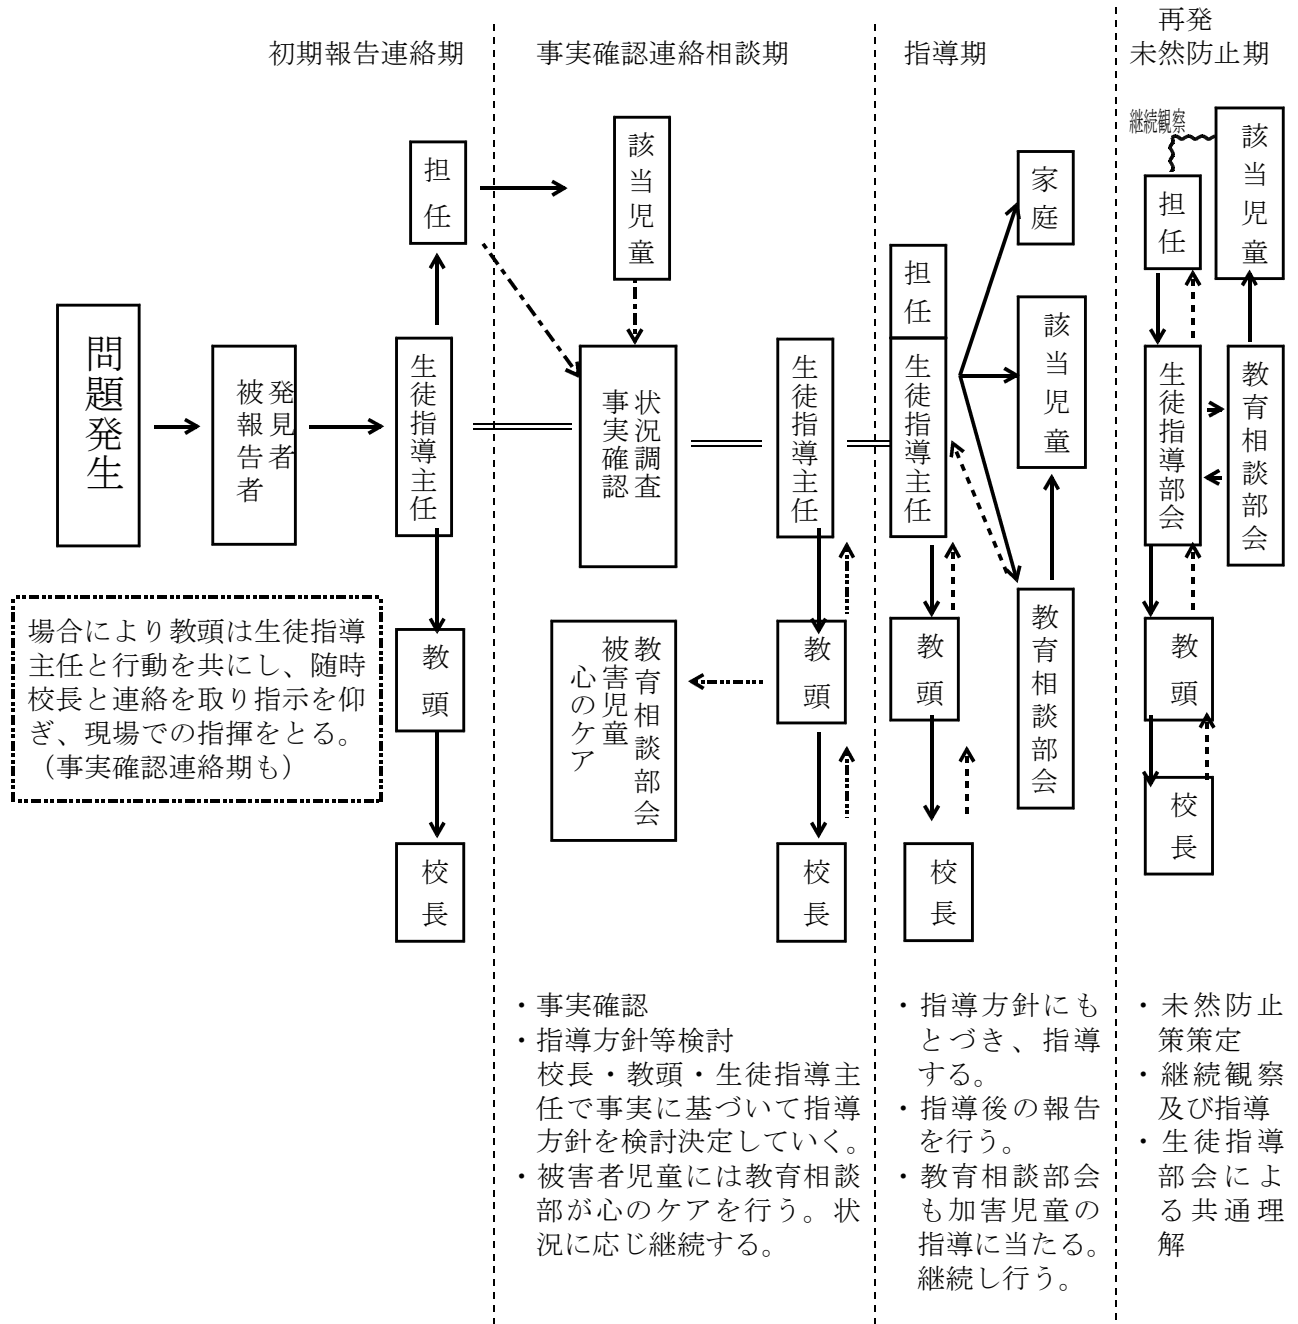 初期報告連絡期
事実確認連絡相談期
指導期
再発
未然防止期
問題発生
発見者
被報告者
担任
生徒指導主任
教頭
校長
場合により教頭は生徒指導
主任と行動を共にし、随時
校長と連絡を取り指示を仰
ぎ、現場での指揮をとる。
（事実確認連絡期も）
該当児童
状況調査
事実確認
教育相談部会
被害児童
心のケア
生徒指導主任
教頭
校長
・事実確認
・指導方針等検討
校長・教頭・生徒指導主
任で事実に基づいて指導
方針を検討決定していく。
・被害者児童には教育相談
部が心のケアを行う。状
況に応じ継続する。
担任
生徒指導主任
教頭
校長
家庭
該当児童
教育相談部会
・指導方針にも
とづき、指導
する。
・指導後の報告
を行う。
・教育相談部会
も加害児童の
指導に当たる。
継続し行う。
継続観察
担任
該当児童
生徒指導部会
教育相談部会
教頭
校長
・未然防止
策策定
・継続観察
及び指導
・生徒指導
部会によ
る共通理
解